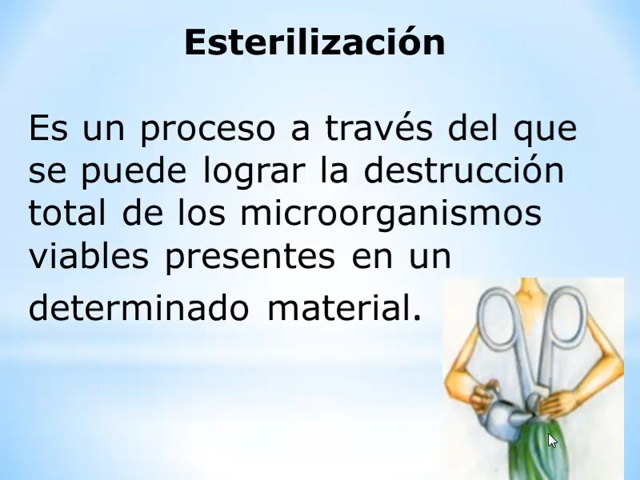 Esterilización
Es un proceso a través del que
se puede lograr la destrucción
total de los microorganismos
viables presentes en un
determinado material.